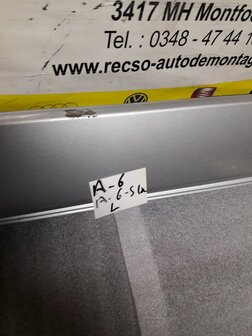 3417 MH Montfo
Tel. : 0348 - 47 44 1
www.recso-autodemontag
A-6
L